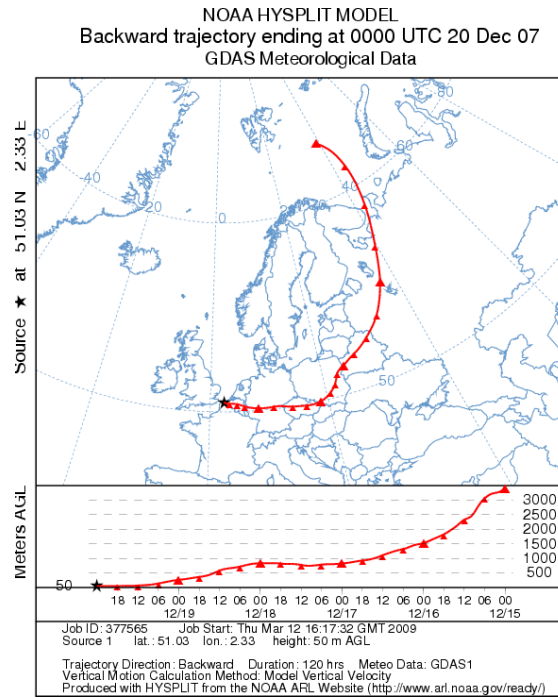 NOAA HYSPLIT MODEL
Backward trajectory ending at 0000 UTC 20 Dec 07
GDAS Meteorological Data
Source ★ at 51.03 N 2.33 E
-60
-40
-20
0
20
40
60
80
50
Meters AGL
50
3000
2500
2000
1500
1000
500
18 12 06 00 18 12 06 00 18 12 06 00 18 12 06 00 18 12 06 00
12/19 12/18 12/17 12/16 12/15
Job ID: 377565 Job Start: Thu Mar 12 16:17:32 GMT 2009
Source 1 lat.: 51.03 lon.: 2.33 height: 50 m AGL
Trajectory Direction: Backward Duration: 120 hrs Meteo Data: GDAS1
Vertical Motion Calculation Method: Model Vertical Velocity
Produced with HYSPLIT from the NOAA ARL Website (http://www.arl.noaa.gov/ready/)